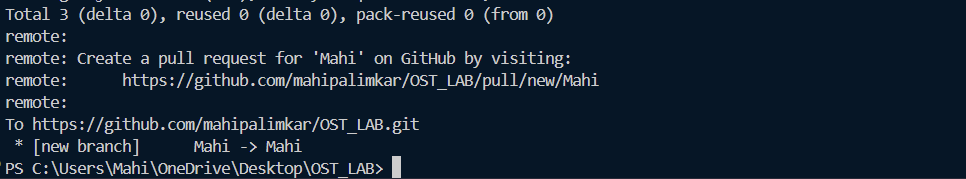 Total 3 (delta 0), reused 0 (delta 0), pack-reused 0 (from 0)
remote:
remote: Create a pull request for 'Mahi' on GitHub by visiting:
remote:      https://github.com/mahipalimkar/OST_LAB/pull/new/Mahi
remote:
To https://github.com/mahipalimkar/OST_LAB.git
 * [new branch]      Mahi -> Mahi
PS C:\Users\Mahi\OneDrive\Desktop\OST_LAB>